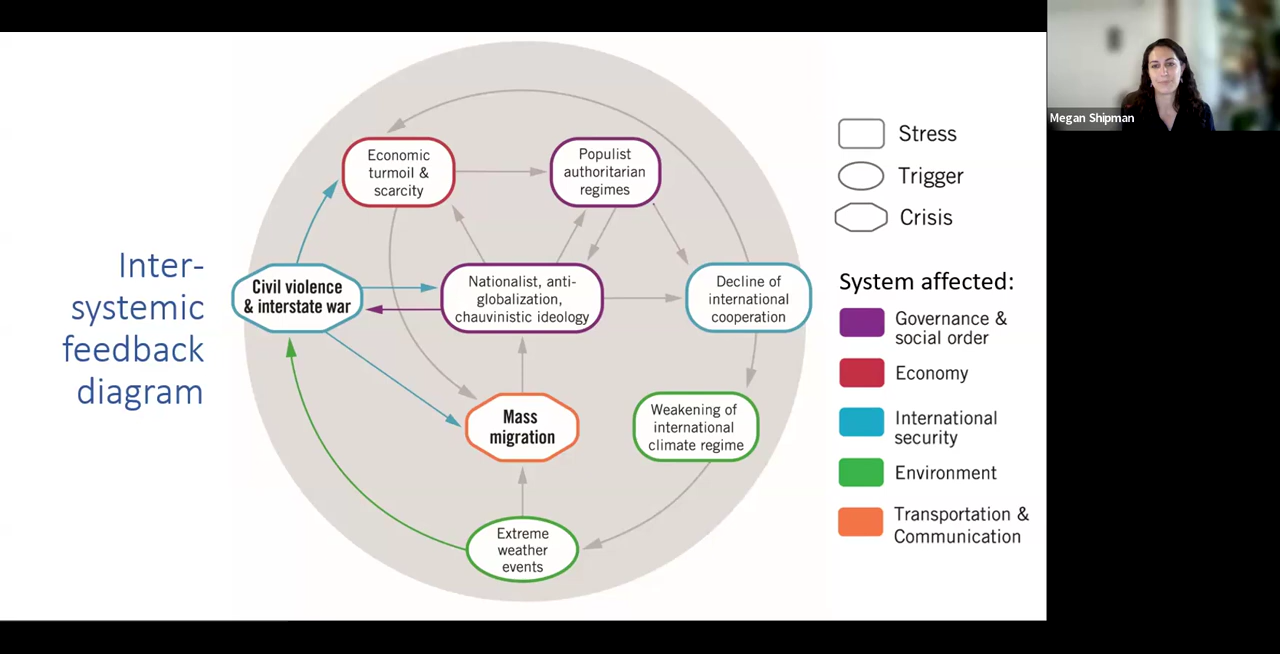 Inter-
systemic
feedback
diagram
Economic
turmoil &
scarcity
Populist
authoritarian
regimes
Civil violence
& interstate war
Nationalist, anti-
globalization,
chauvinistic ideology
Decline of
international
cooperation
Mass
migration
Weakening of
international
climate regime
Extreme
weather
events
Stress
Trigger
Crisis
System affected:
Governance &
social order
Economy
International
security
Environment
Transportation &
Communication
Megan Shipman